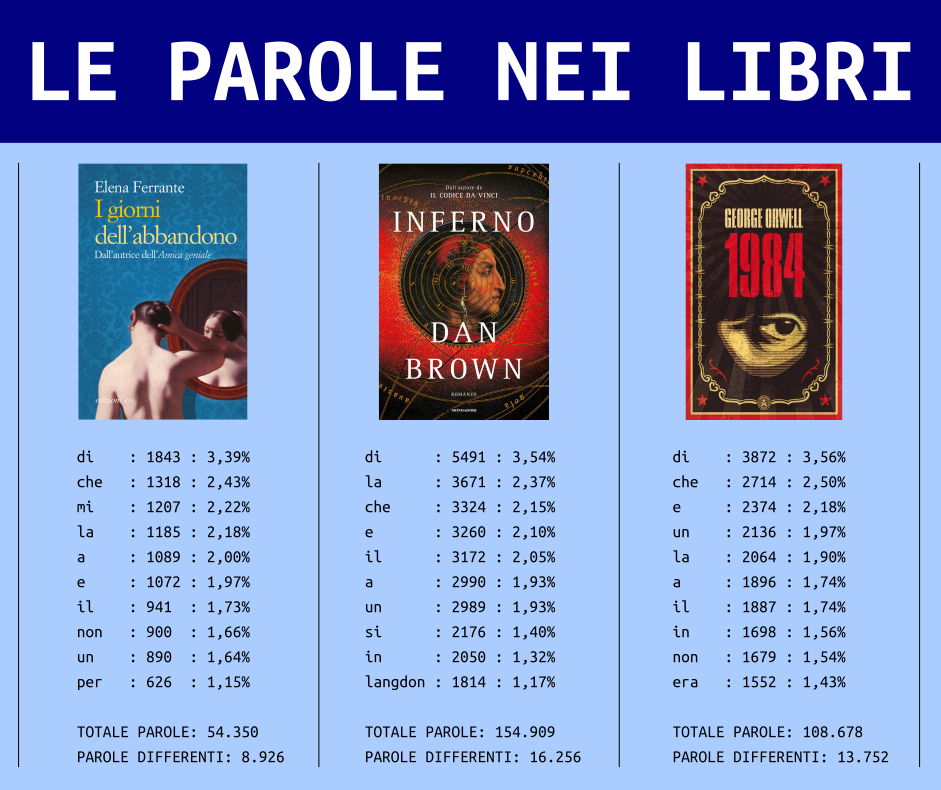 LE PAROLE NEI LIBRI
Elena Ferrante
I giorni
dell'abbandono
Dall'autrice dell'Amica geniale
edizioni e/o
di : 1843 : 3,39%
che : 1318 : 2,43%
mi : 1207 : 2,22%
la : 1185 : 2,18%
a : 1089 : 2,00%
e : 1072 : 1,97%
il : 941 : 1,73%
non : 900 : 1,66%
un : 890 : 1,64%
per : 626 : 1,15%
TOTALE PAROLE: 54.350
PAROLE DIFFERENTI: 8.926
Dall'autore de
IL CODICE DA VINCI
INFERNO
DAN
BROWN
ROMANZO
MONDADORI
di : 5491 : 3,54%
la : 3671 : 2,37%
che : 3324 : 2,15%
e : 3260 : 2,10%
il : 3172 : 2,05%
a : 2990 : 1,93%
un : 2989 : 1,93%
si : 2176 : 1,40%
in : 2050 : 1,32%
langdon : 1814 : 1,17%
TOTALE PAROLE: 154.909
PAROLE DIFFERENTI: 16.256
GEORGE ORWELL
1984
di : 3872 : 3,56%
che : 2714 : 2,50%
e : 2374 : 2,18%
un : 2136 : 1,97%
la : 2064 : 1,90%
a : 1896 : 1,74%
il : 1887 : 1,74%
in : 1698 : 1,56%
non : 1679 : 1,54%
era : 1552 : 1,43%
TOTALE PAROLE: 108.678
PAROLE DIFFERENTI: 13.752